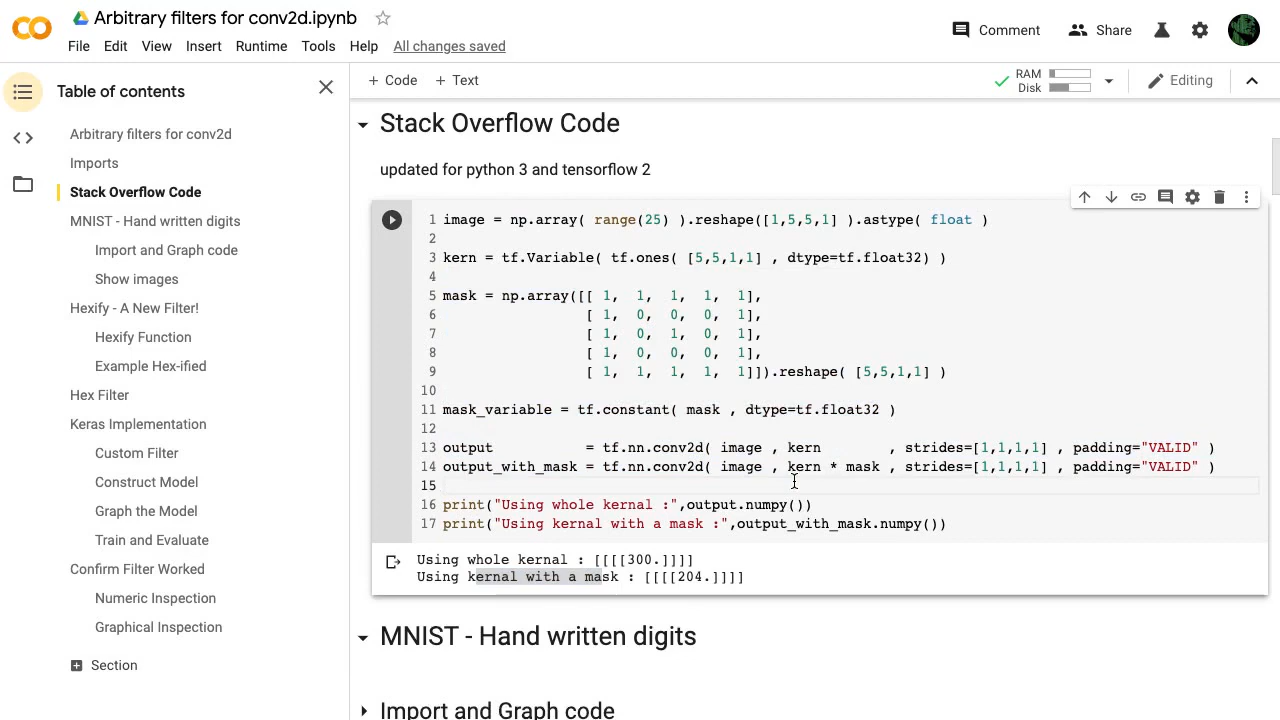 Arbitrary filters for conv2d.ipynb
File Edit View Insert Runtime Tools Help All changes saved
Comment Share
Table of contents
Arbitrary filters for conv2d
Imports
Stack Overflow Code
MNIST - Hand written digits
Import and Graph code
Show images
Hexify - A New Filter!
Hexify Function
Example Hex-ified
Hex Filter
Keras Implementation
Custom Filter
Construct Model
Graph the Model
Train and Evaluate
Confirm Filter Worked
Numeric Inspection
Graphical Inspection
Section
+ Code + Text
RAM
Disk
Editing
Stack Overflow Code
updated for python 3 and tensorflow 2
1 image = np.array( range(25) ).reshape([1,5,5,1] ).astype( float )
2
3 kern = tf.Variable( tf.ones( [5,5,1,1] , dtype=tf.float32) )
4
5 mask = np.array([[ 1, 1, 1, 1, 1],
6 [ 1, 0, 0, 0, 1],
7 [ 1, 0, 1, 0, 1],
8 [ 1, 0, 0, 0, 1],
9 [ 1, 1, 1, 1, 1]]).reshape( [5,5,1,1] )
10
11 mask_variable = tf.constant( mask , dtype=tf.float32 )
12
13 output = tf.nn.conv2d( image , kern , strides=[1,1,1,1] , padding="VALID" )
14 output_with_mask = tf.nn.conv2d( image , kern * mask , strides=[1,1,1,1] , padding="VALID" )
15
16 print("Using whole kernal :",output.numpy())
17 print("Using kernal with a mask :",output_with_mask.numpy())
Using whole kernal : [[[[300.]]]]
Using kernal with a mask : [[[[204.]]]]
MNIST - Hand written digits
Import and Graph code